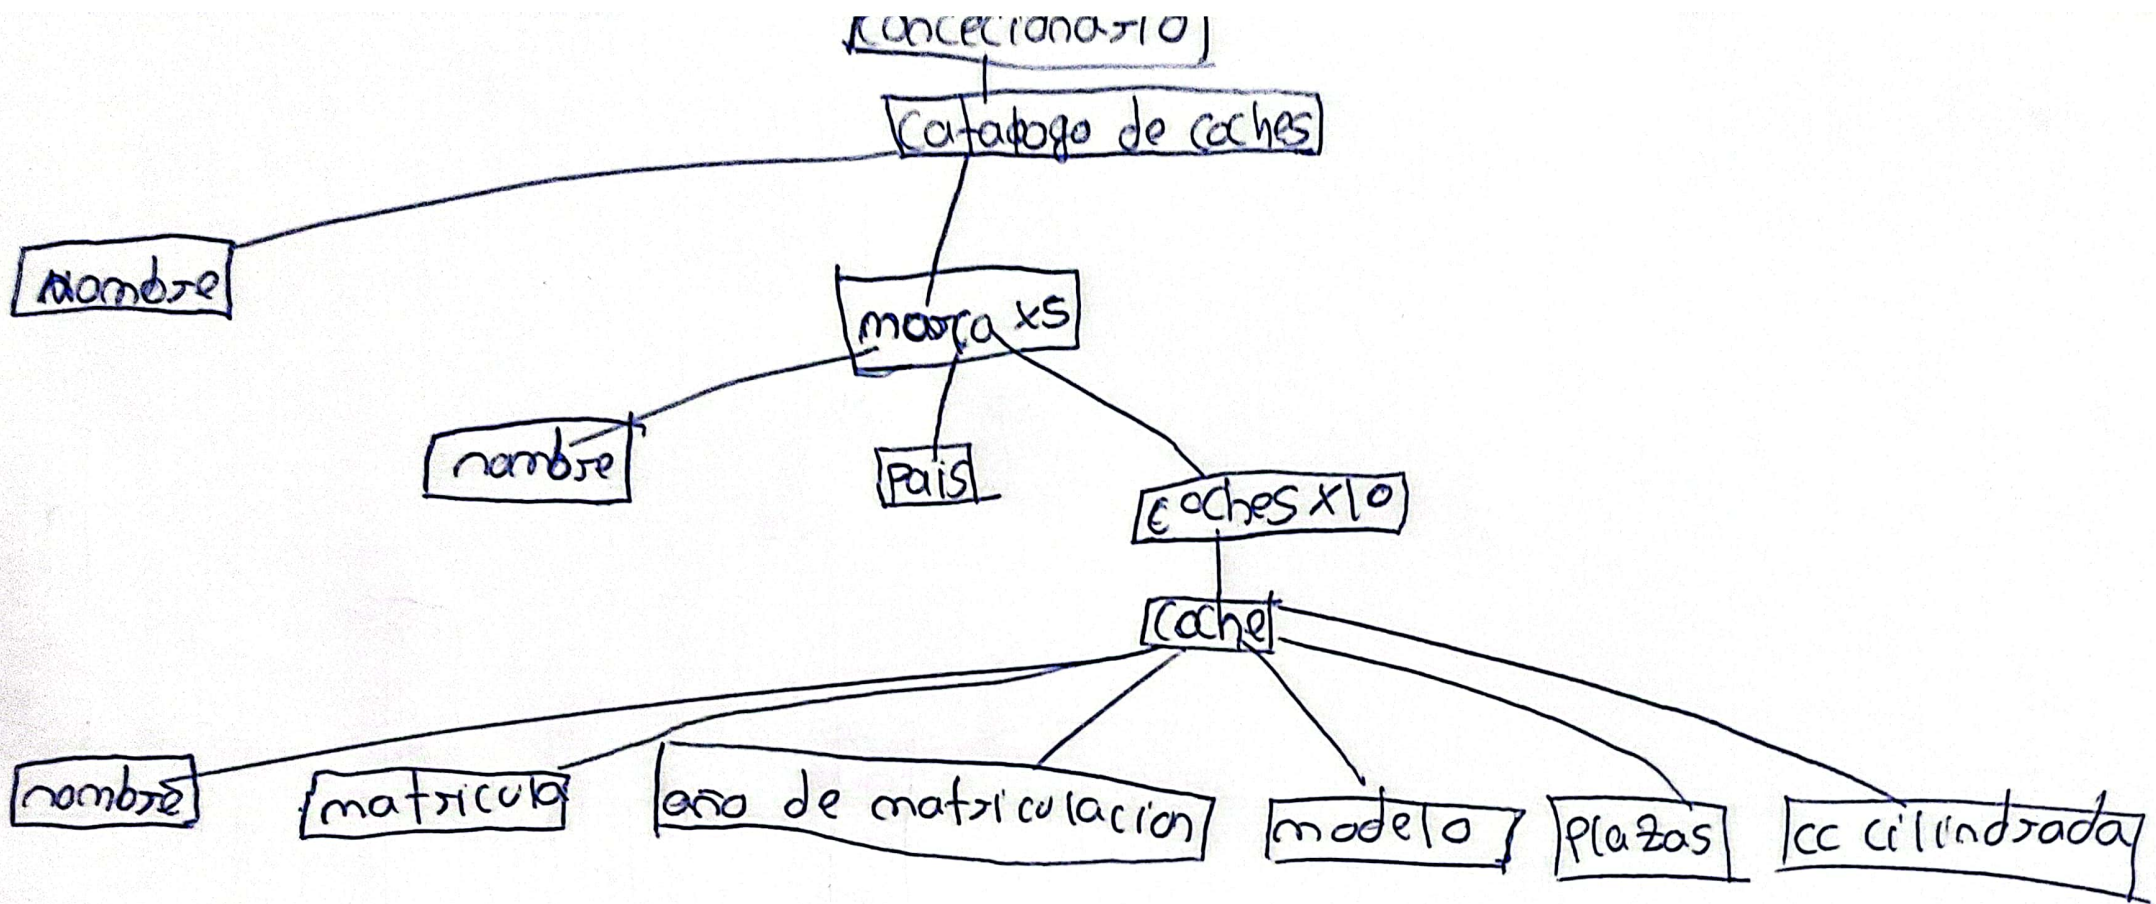 concecionario
catalogo de coches
nombre
marca x5
nombre
pais
coches x10
coche
nombre
matricula
año de matriculacion
modelo
plazas
cc cilindrada